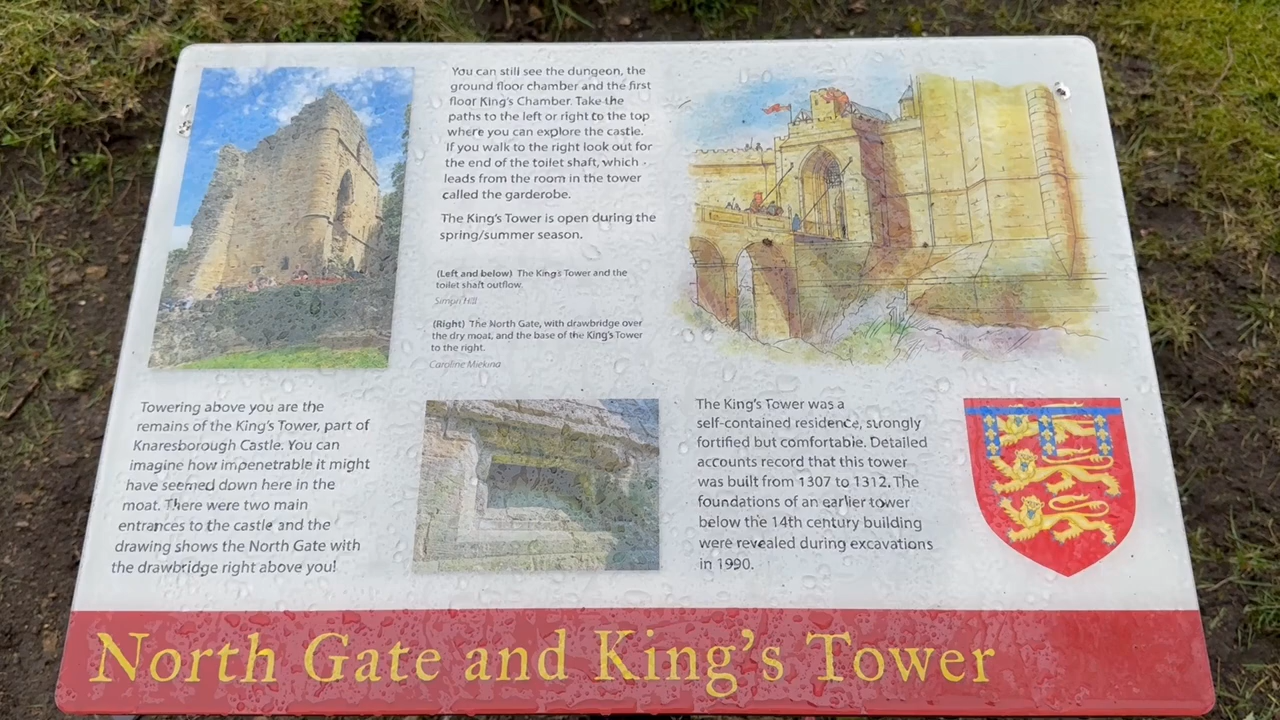 You can still see the dungeon, the
ground floor chamber and the first
floor King's Chamber. Take the
paths to the left or right to the top
where you can explore the castle.
If you walk to the right look out for
the end of the toilet shaft, which
leads from the room in the tower
called the garderobe.
The King's Tower is open during the
spring/summer season.
(Left and below) The King's Tower and the
toilet shaft outflow.
Simon Hill
(Right) The North Gate, with drawbridge over
the dry moat, and the base of the King's Tower
to the right.
Caroline Mieking
Towering above you are the
remains of the King's Tower, part of
Knaresborough Castle. You can
imagine how impenetrable it might
have seemed down here in the
moat. There were two main
entrances to the castle and the
drawing shows the North Gate with
the drawbridge right above you!
The King's Tower was a
self-contained residence, strongly
fortified but comfortable. Detailed
accounts record that this tower
was built from 1307 to 1312. The
foundations of an earlier tower
below the 14th century building
were revealed during excavations
in 1990.
North Gate and King's Tower